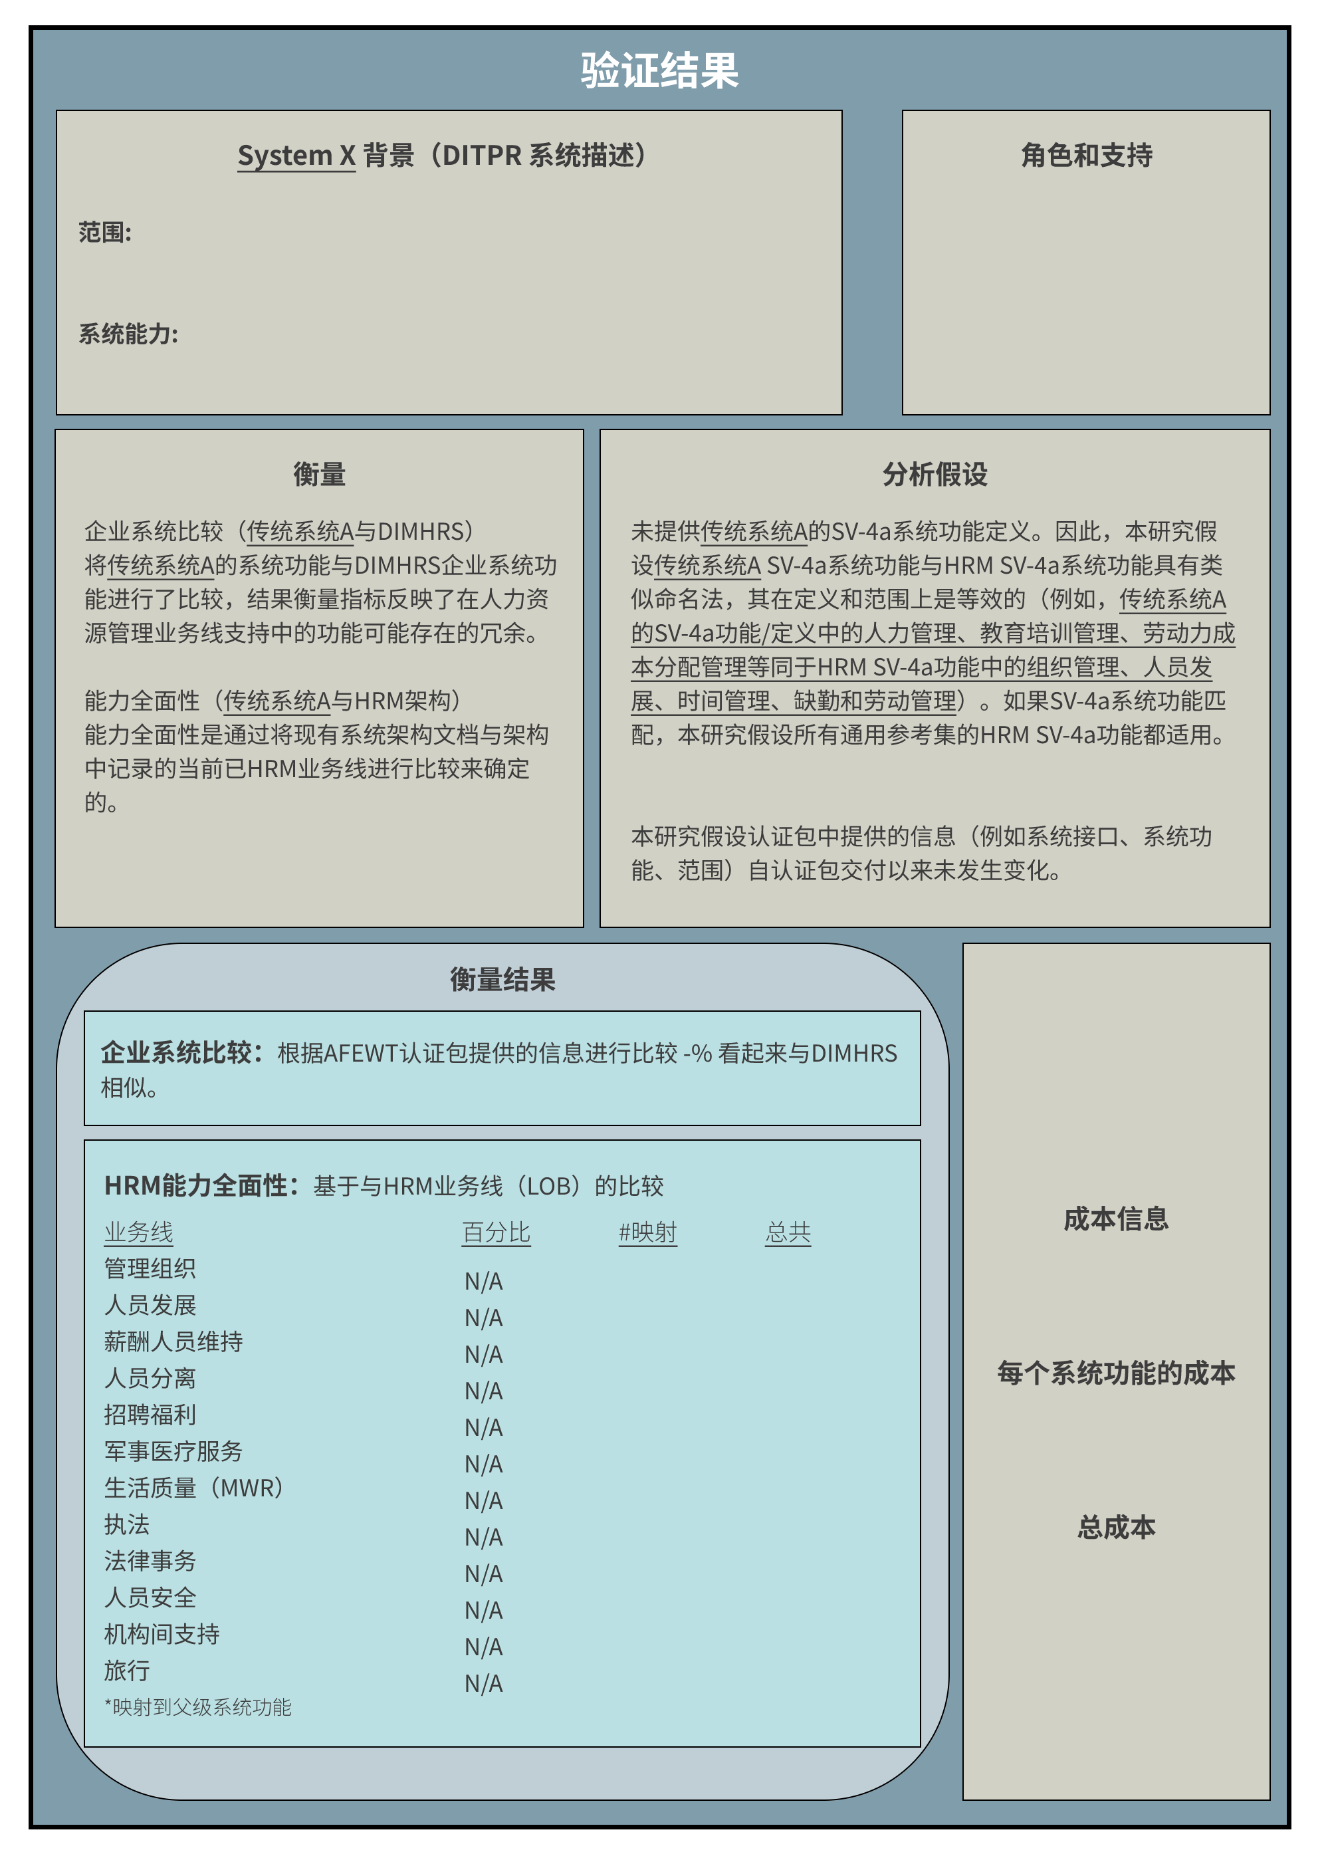 验证结果
System X 背景（DITPR 系统描述）
范围:
系统能力:
角色和支持
衡量
企业系统比较（传统系统A与DIMHRS）
将传统系统A的系统功能与DIMHRS企业系统功
能进行了比较，结果衡量指标反映了在人力资
源管理业务线支持中的功能可能存在的冗余。
能力全面性（传统系统A与HRM架构）
能力全面性是通过将现有系统架构文档与架构
中记录的当前已HRM业务线进行比较来确定
的。
分析假设
未提供传统系统A的SV-4a系统功能定义。因此，本研究假
设传统系统A SV-4a系统功能与HRM SV-4a系统功能具有类
似命名法，其在定义和范围上是等效的（例如，传统系统A
的SV-4a功能/定义中的人力管理、教育培训管理、劳动力成
本分配管理等同于HRM SV-4a功能中的组织管理、人员发
展、时间管理、缺勤和劳动管理）。如果SV-4a系统功能匹
配，本研究假设所有通用参考集的HRM SV-4a功能都适用。
本研究假设认证包中提供的信息（例如系统接口、系统功
能、范围）自认证包交付以来未发生变化。
衡量结果
企业系统比较：根据AFEWT认证包提供的信息进行比较 -% 看起来与DIMHRS
相似。
HRM能力全面性：基于与HRM业务线（LOB）的比较
业务线 百分比 #映射 总共
管理组织 N/A
人员发展 N/A
薪酬人员维持 N/A
人员分离 N/A
招聘福利 N/A
军事医疗服务 N/A
生活质量（MWR） N/A
执法 N/A
法律事务 N/A
人员安全 N/A
机构间支持 N/A
旅行 N/A
*映射到父级系统功能
成本信息
每个系统功能的成本
总成本